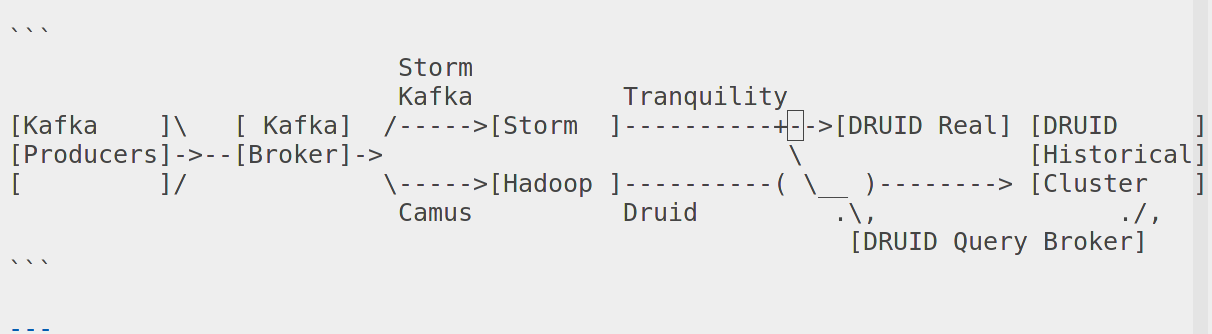 ```
                          Storm
                          Kafka          Tranquility
[Kafka    ]\   [ Kafka]  /----->[Storm  ]----------+-->[DRUID Real] [DRUID     ]
[Producers]->--[Broker]->                           \               [Historical]
[         ]/             \----->[Hadoop ]----------( \__ )--------> [Cluster   ]
                          Camus          Druid         .\,                ./,
                                                        [DRUID Query Broker]
```
---